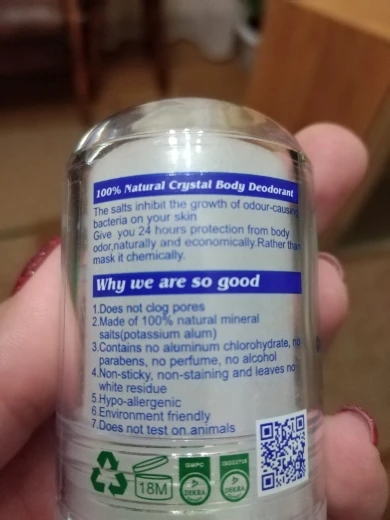 100% Natural Crystal Body Deodorant
The salts inhibit the growth of odour-causing
bacteria on your skin
Give you 24 hours protection from body
odor,naturally and economically.Rather than
mask it chemically.
Why we are so good
1.Does not clog pores
2.Made of 100% natural mineral
salts(potassium alum)
3.Contains no aluminum chlorohydrate, no
parabens, no perfume, no alcohol
4.Non-sticky, non-staining and leaves no
white residue
5.Hypo-allergenic
6.Environment friendly
7.Does not test on animals
18M
GMPC
DEKRA
ISO22716
DEKRA